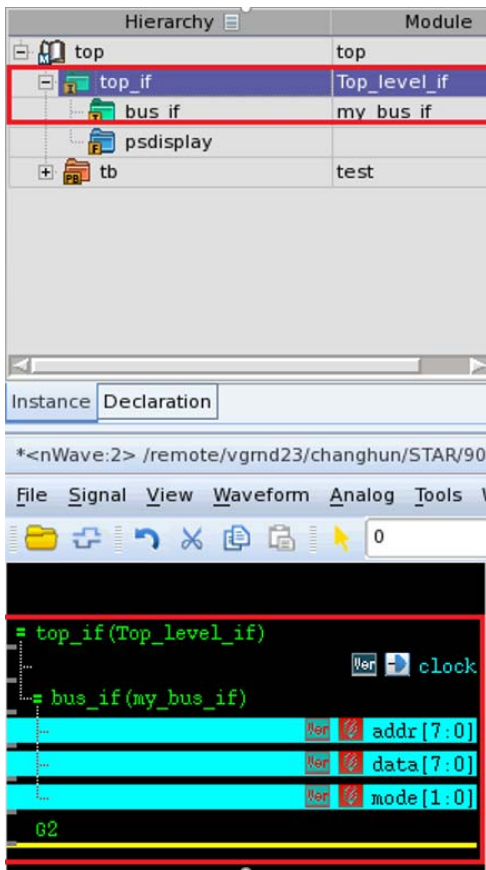 Hierarchy Module
top top
top_if Top_level_if
bus_if my_bus_if
psdisplay
tb test
Instance Declaration
*<nWave:2> /remote/vgrnd23/changhun/STAR/90
File Signal View Waveform Analog Tools
0
= top_if(Top_level_if)
clock
= bus_if(my_bus_if)
addr[7:0]
data[7:0]
mode[1:0]
G2